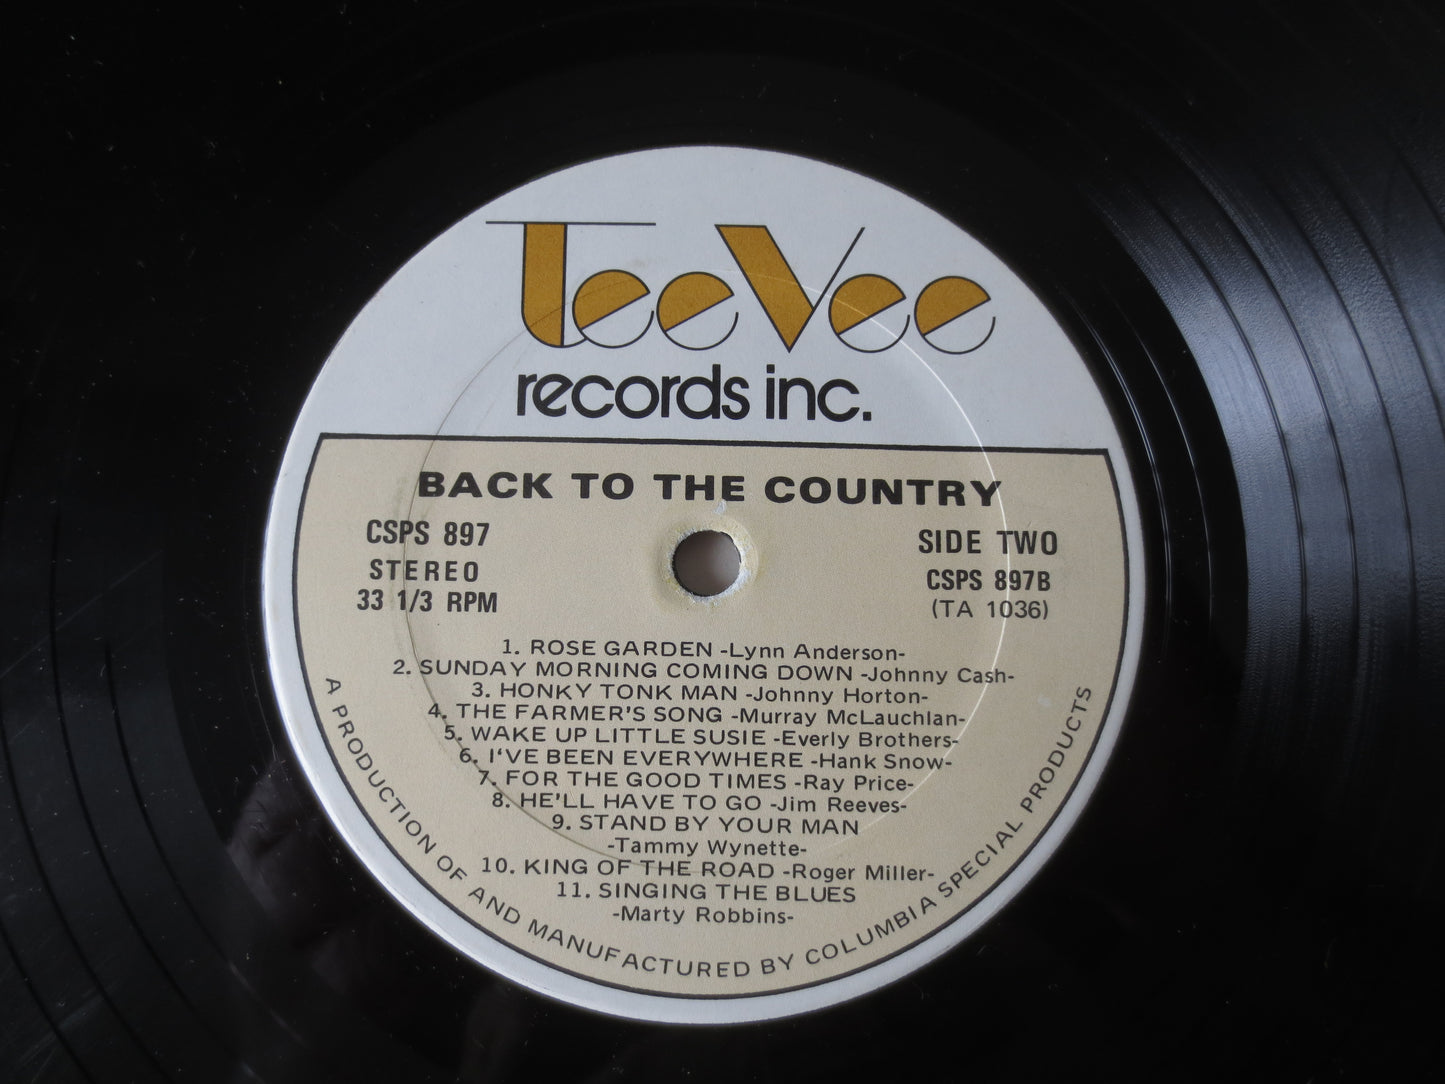 TeeVee
records inc.
BACK TO THE COUNTRY
CSPS 897
STEREO
33 1/3 RPM
SIDE TWO
CSPS 897B
(TA 1036)
1. ROSE GARDEN -Lynn Anderson-
2. SUNDAY MORNING COMING DOWN -Johnny Cash-
3. HONKY TONK MAN -Johnny Horton-
4. THE FARMER'S SONG -Murray McLauchlan-
5. WAKE UP LITTLE SUSIE -Everly Brothers-
6. I'VE BEEN EVERYWHERE -Hank Snow-
7. FOR THE GOOD TIMES -Ray Price-
8. HE'LL HAVE TO GO -Jim Reeves-
9. STAND BY YOUR MAN
-Tammy Wynette-
10. KING OF THE ROAD -Roger Miller-
11. SINGING THE BLUES
-Marty Robbins-
A PRODUCTION OF AND MANUFACTURED BY COLUMBIA SPECIAL PRODUCTS